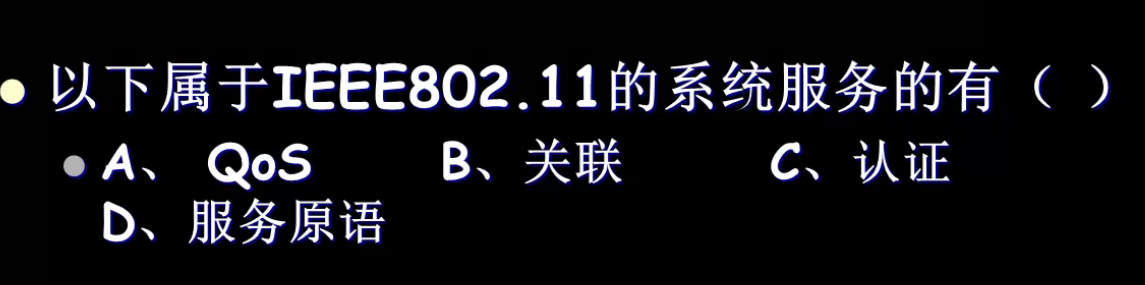 以下属于IEEE802.11的系统服务的有（ ）
A、 QoS B、关联 C、认证
D、服务原语